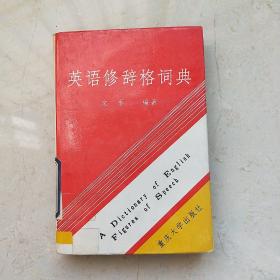 英语修辞格词典
文军 编著
A Dictionary of English
Figures of Speech
重庆大学出版社